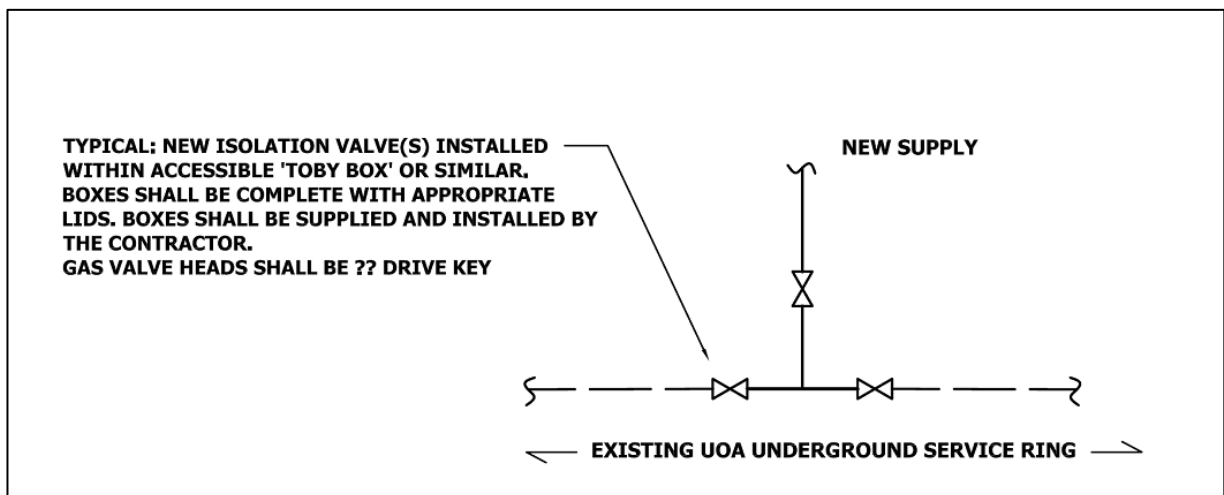 TYPICAL: NEW ISOLATION VALVE(S) INSTALLED
WITHIN ACCESSIBLE 'TOBY BOX' OR SIMILAR.
BOXES SHALL BE COMPLETE WITH APPROPRIATE
LIDS. BOXES SHALL BE SUPPLIED AND INSTALLED BY
THE CONTRACTOR.
GAS VALVE HEADS SHALL BE ?? DRIVE KEY
NEW SUPPLY
EXISTING UOA UNDERGROUND SERVICE RING